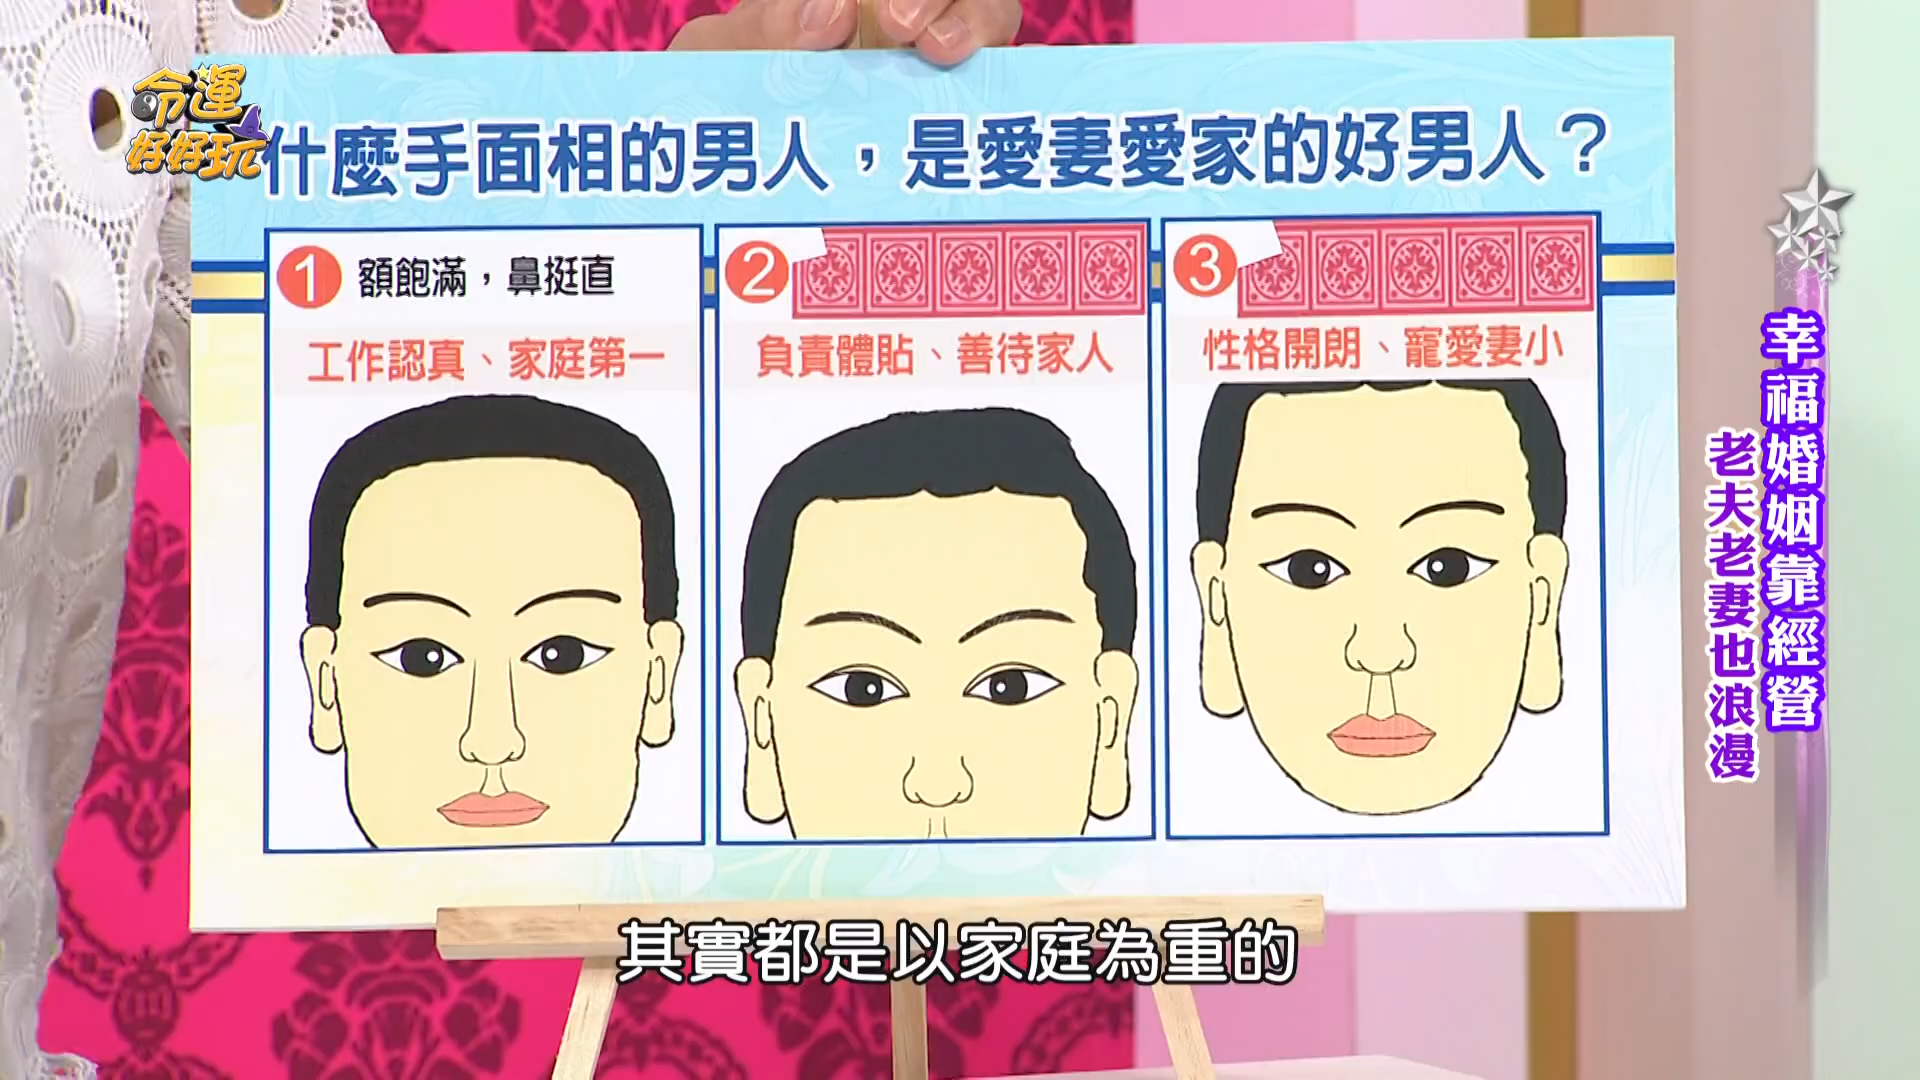 命運
好好玩
什麼手面相的男人，是愛妻愛家的好男人？
1 額飽滿，鼻挺直
工作認真、家庭第一
2
負責體貼、善待家人
3
性格開朗、寵愛妻小
幸福婚姻靠經營
老夫老妻也浪漫
其實都是以家庭為重的